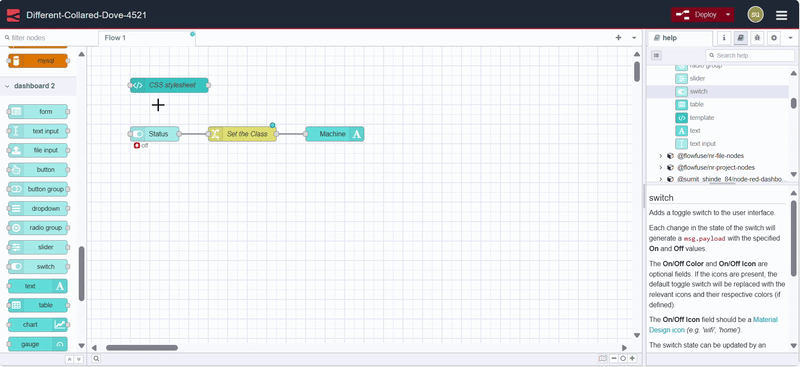 Different-Collared-Dove-4521
Deploy
su
filter nodes
Flow 1
help
Search help
mysql
dashboard 2
form
text input
file input
button
button group
dropdown
radio group
slider
switch
text
table
chart
gauge
CSS stylesheet
Status
off
Set the Class
Machine
radio group
slider
switch
table
template
text
text input
@flowfuse/nr-file-nodes
@flowfuse/nr-project-nodes
@sumit_shinde_84/node-red-dashbo
switch
Adds a toggle switch to the user interface.
Each change in the state of the switch will
generate a msg.payload with the specified
On and Off values.
The On/Off Color and On/Off Icon are
optional fields. If the icons are present, the
default toggle switch will be replaced with the
relevant icons and their respective colors (if
defined).
The On/Off Icon field should be a Material
Design icon (e.g. 'wifi', 'home').
The switch state can be updated by an